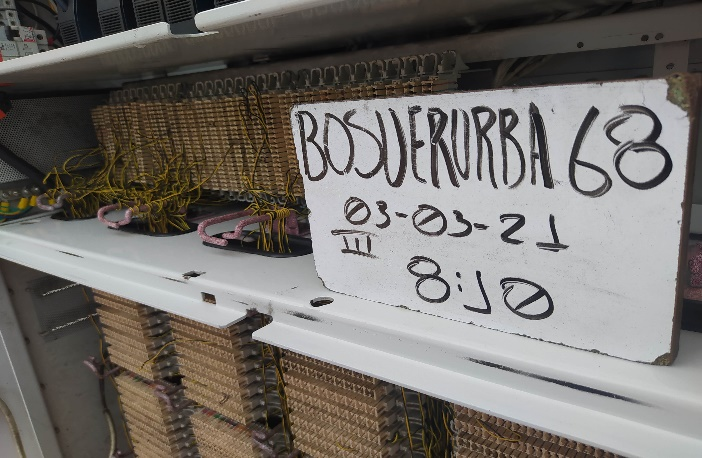 BOSUERURBA 68
03-03-21
III
8:10